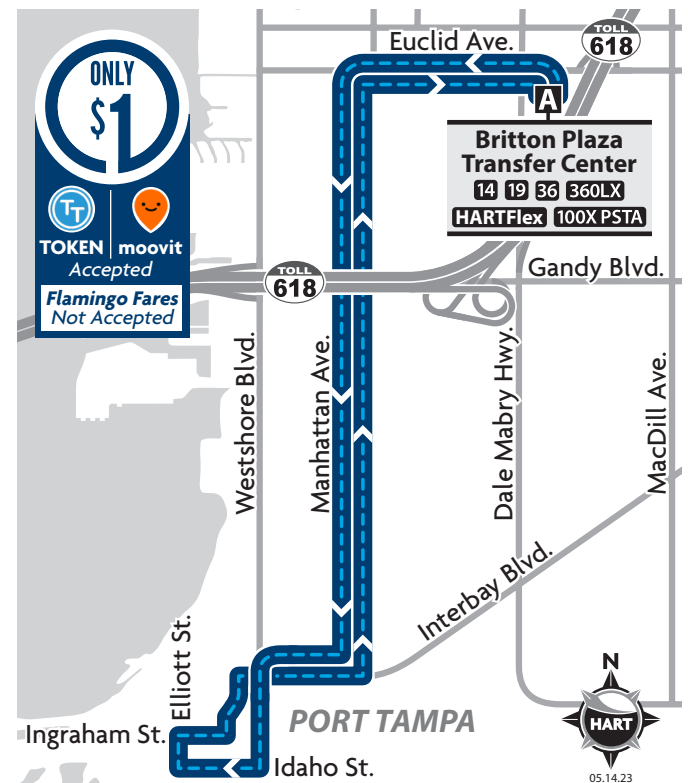 Euclid Ave.
TOLL
618
ONLY
$1
TT
TOKEN
moovit
Accepted
Flamingo Fares
Not Accepted
A
Britton Plaza
Transfer Center
14 19 36 360LX
HARTFlex 100X PSTA
TOLL
618
Gandy Blvd.
Westshore Blvd.
Manhattan Ave.
Dale Mabry Hwy.
MacDill Ave.
Interbay Blvd.
Elliott St.
Ingraham St.
PORT TAMPA
Idaho St.
N
HART
05.14.23